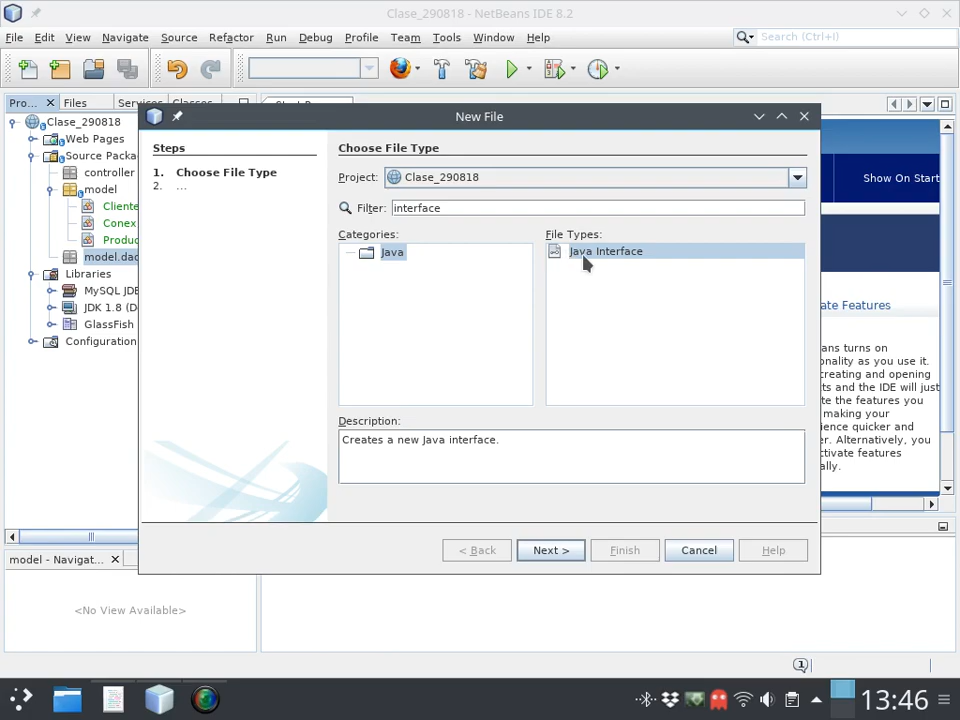 Clase_290818 - NetBeans IDE 8.2
File Edit View Navigate Source Refactor Run Debug Profile Team Tools Window Help
Search (Ctrl+I)
Pro... Files Services Classes
New File
Clase_290818
Web Pages
Source Packa
controller
model
Cliente
Conex
Produc
model.dao
Libraries
MySQL JDB
JDK 1.8 (D
GlassFish
Configuration
Steps
1. Choose File Type
2. ...
Choose File Type
Project: Clase_290818
Filter: interface
Categories:
Java
File Types:
Java Interface
Description:
Creates a new Java interface.
< Back Next > Finish Cancel Help
Show On Start
ate Features
ans turns on
onality as you use it.
creating and opening
ts and the IDE will just
te the features you
making your
ience quicker and
er. Alternatively, you
ctivate features
ally.
model - Navigat...
<No View Available>
1
13:46